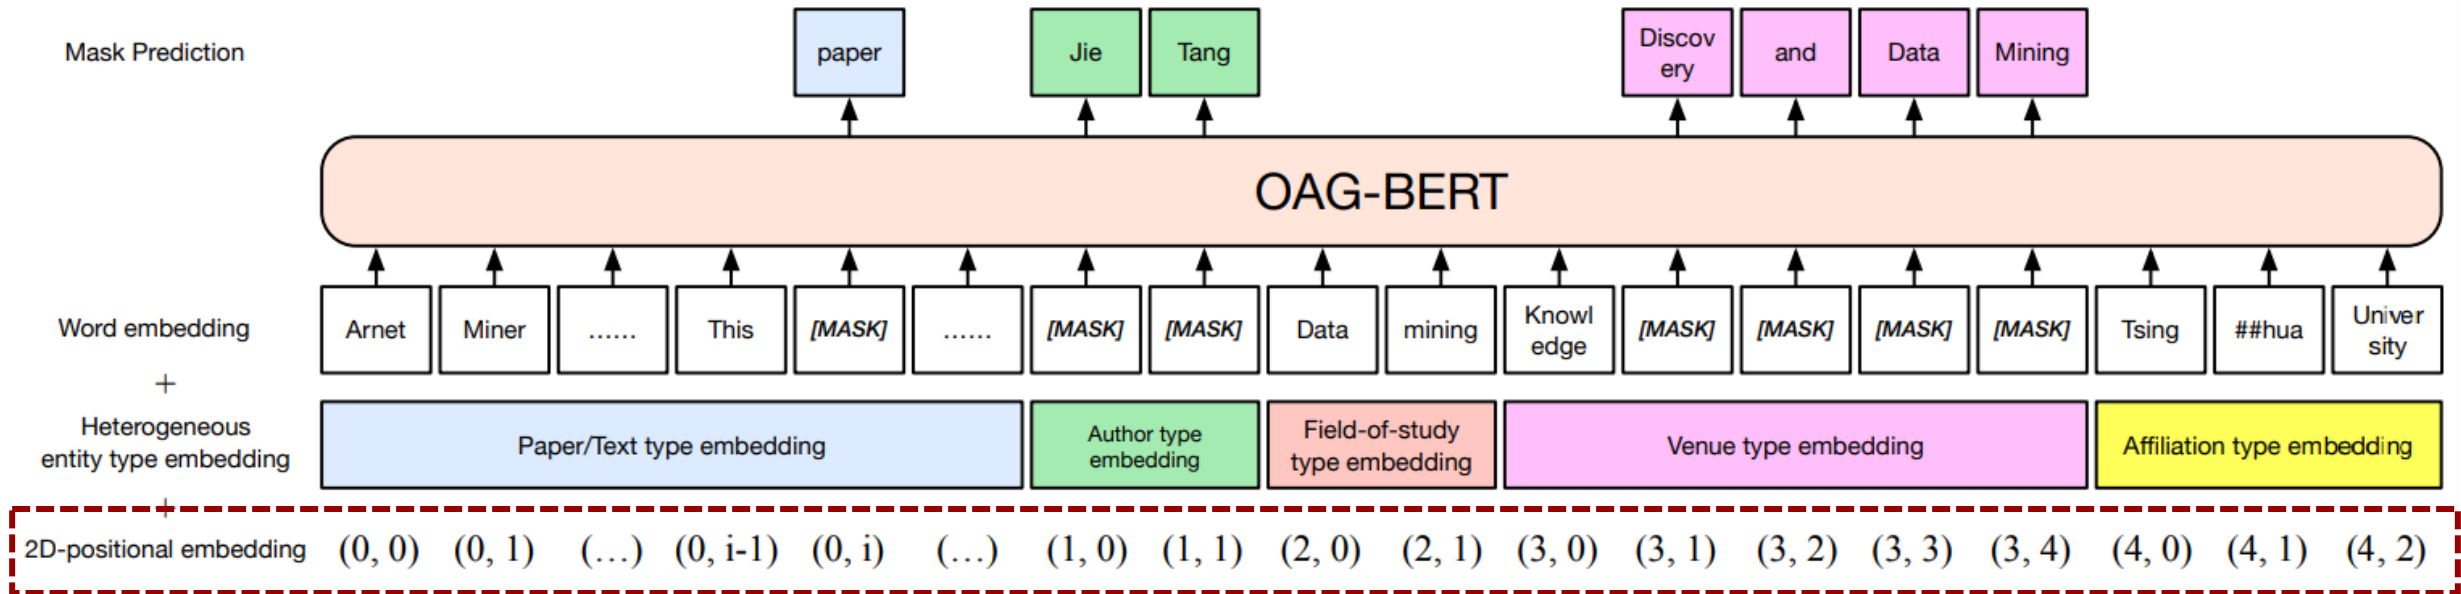 Mask Prediction
paper
Jie
Tang
Discov
ery
and
Data
Mining
OAG-BERT
Word embedding
Arnet
Miner
......
This
[MASK]
......
[MASK]
[MASK]
Data
mining
Knowl
edge
[MASK]
[MASK]
[MASK]
[MASK]
Tsing
##hua
Univer
sity
+
Heterogeneous
entity type embedding
Paper/Text type embedding
Author type
embedding
Field-of-study
type embedding
Venue type embedding
Affiliation type embedding
+
2D-positional embedding
(0, 0)
(0, 1)
(...)
(0, i-1)
(0, i)
(...)
(1, 0)
(1, 1)
(2, 0)
(2, 1)
(3, 0)
(3, 1)
(3, 2)
(3, 3)
(3, 4)
(4, 0)
(4, 1)
(4, 2)